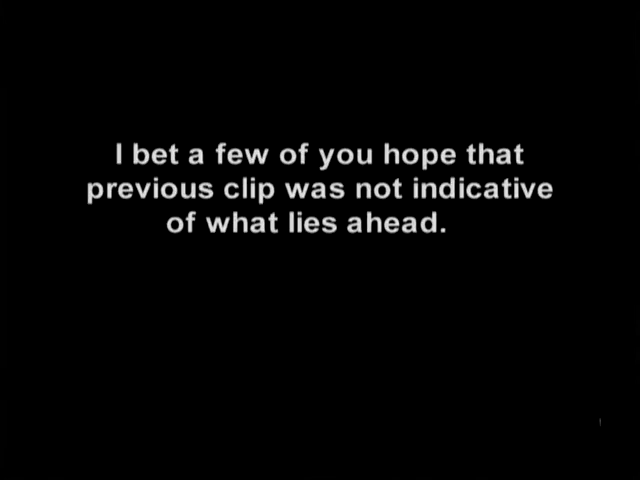 I bet a few of you hope that
previous clip was not indicative
of what lies ahead.